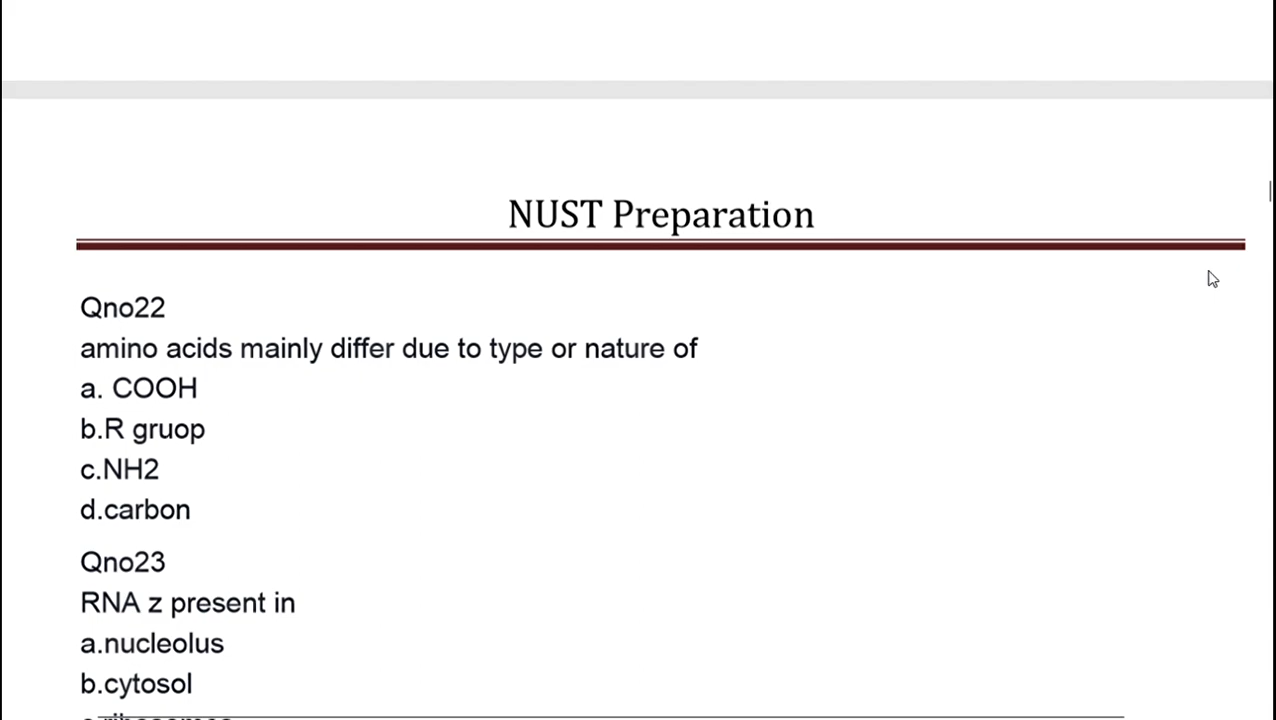 NUST Preparation
Qno22
amino acids mainly differ due to type or nature of
a. COOH
b.R gruop
c.NH2
d.carbon
Qno23
RNA z present in
a.nucleolus
b.cytosol